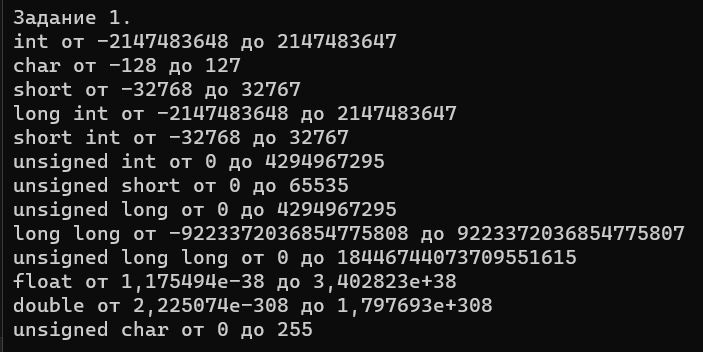 Задание 1.
int от -2147483648 до 2147483647
char от -128 до 127
short от -32768 до 32767
long int от -2147483648 до 2147483647
short int от -32768 до 32767
unsigned int от 0 до 4294967295
unsigned short от 0 до 65535
unsigned long от 0 до 4294967295
long long от -9223372036854775808 до 9223372036854775807
unsigned long long от 0 до 18446744073709551615
float от 1,175494e-38 до 3,402823e+38
double от 2,225074e-308 до 1,797693e+308
unsigned char от 0 до 255